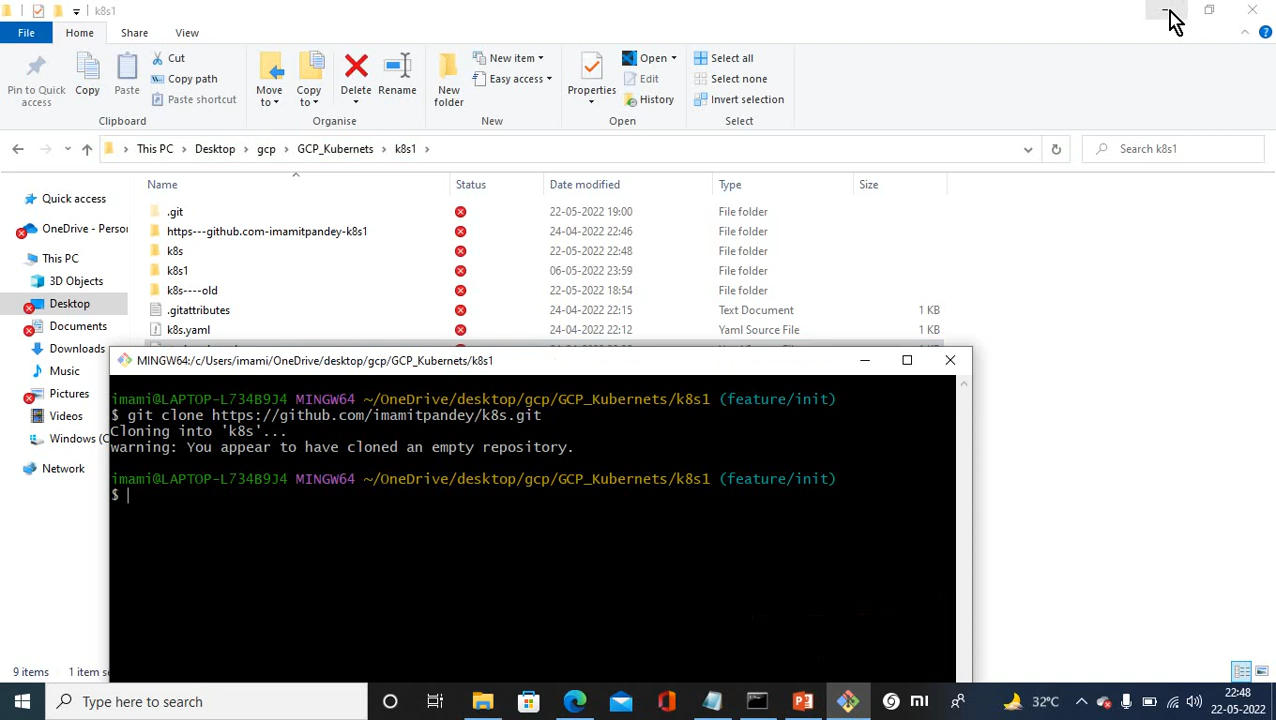 k8s1
File Home Share View
Pin to Quick access
Copy
Paste
Cut
Copy path
Paste shortcut
Clipboard
Move to
Copy to
Delete
Rename
Organise
New folder
New item
Easy access
New
Properties
Open
Edit
History
Open
Select all
Select none
Invert selection
Select
This PC Desktop gcp GCP_Kubernets k8s1
Search k8s1
Quick access
OneDrive - Perso
This PC
3D Objects
Desktop
Documents
Downloads
Music
Pictures
Videos
Windows (C
Network
Name Status Date modified Type Size
.git 22-05-2022 19:00 File folder
https---github.com-imamitpandey-k8s1 24-04-2022 22:46 File folder
k8s 22-05-2022 22:48 File folder
k8s1 06-05-2022 23:59 File folder
k8s----old 22-05-2022 18:54 File folder
.gitattributes 24-04-2022 22:15 Text Document 1 KB
k8s.yaml 24-04-2022 22:12 Yaml Source File 1 KB
MINGW64:/c/Users/imami/OneDrive/desktop/gcp/GCP_Kubernets/k8s1
imami@LAPTOP-L734B9J4 MINGW64 ~/OneDrive/desktop/gcp/GCP_Kubernets/k8s1 (feature/init)
$ git clone https://github.com/imamitpandey/k8s.git
Cloning into 'k8s'...
warning: You appear to have cloned an empty repository.
imami@LAPTOP-L734B9J4 MINGW64 ~/OneDrive/desktop/gcp/GCP_Kubernets/k8s1 (feature/init)
$
9 items 1 item se
Type here to search
32°C
22:48
22-05-2022